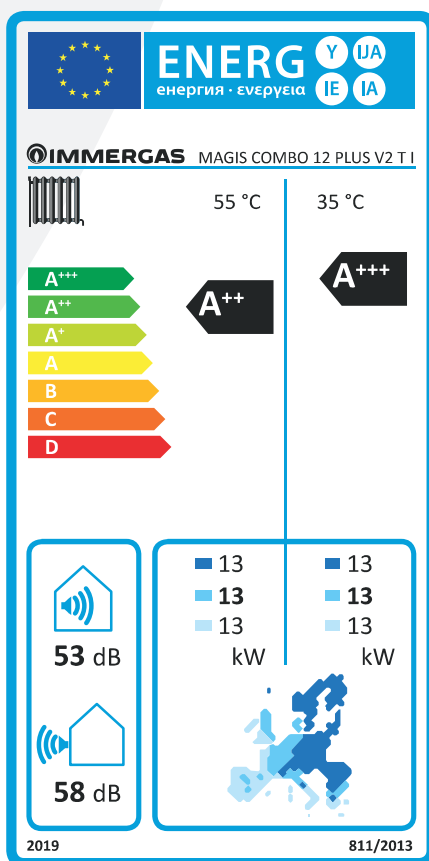 ENERG Y IJA
енергия · ενεργεια IE IA
IMMERGAS MAGIS COMBO 12 PLUS V2 T I
55 °C 35 °C
A+++
A+++
A++
A++
A+
A
B
C
D
13 13
13 13
13 13
kW kW
53 dB
58 dB
2019 811/2013